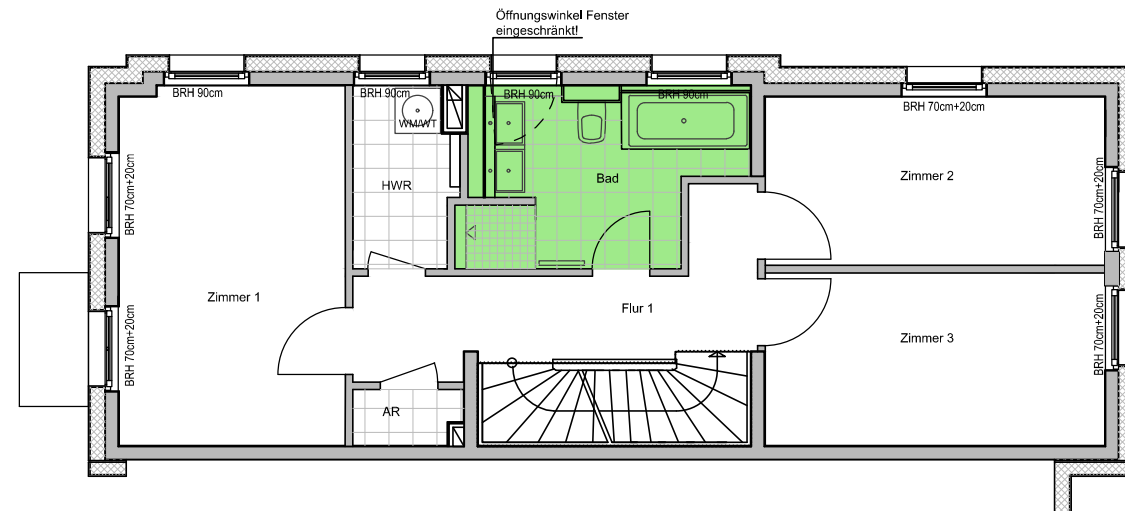 Öffnungswinkel Fenster
eingeschränkt!
BRH 90cm
BRH 90cm
BRH 90cm
BRH 90cm
BRH 70cm+20cm
WM/WT
BRH 70cm+20cm
HWR
Bad
Zimmer 2
BRH 70cm+20cm
Zimmer 1
Flur 1
BRH 70cm+20cm
Zimmer 3
BRH 70cm+20cm
AR